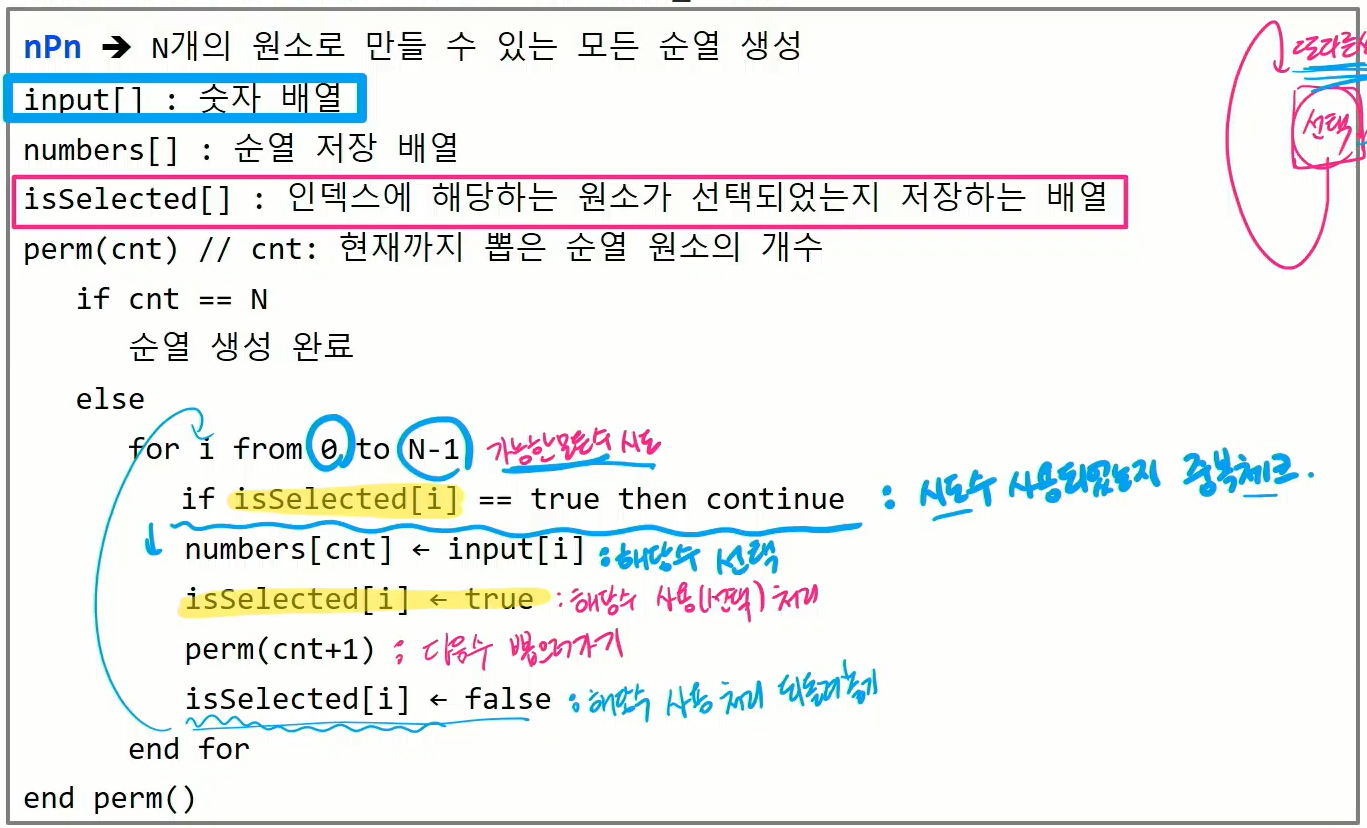 nPn → N개의 원소로 만들 수 있는 모든 순열 생성
또다른
input[] : 숫자 배열
선택
numbers[] : 순열 저장 배열
isSelected[] : 인덱스에 해당하는 원소가 선택되었는지 저장하는 배열
perm(cnt) // cnt: 현재까지 뽑은 순열 원소의 개수
if cnt == N
순열 생성 완료
else
for i from 0 to N-1 가능한모든수 시도
if isSelected[i] == true then continue : 시도수 사용되었는지 중복체크.
numbers[cnt] ← input[i] : 해당수 선택
isSelected[i] ← true : 해당수 사용(선택) 처리
perm(cnt+1) ; 다음수 뽑으러가기
isSelected[i] ← false : 해당수 사용 처리 되돌려놓기
end for
end perm()